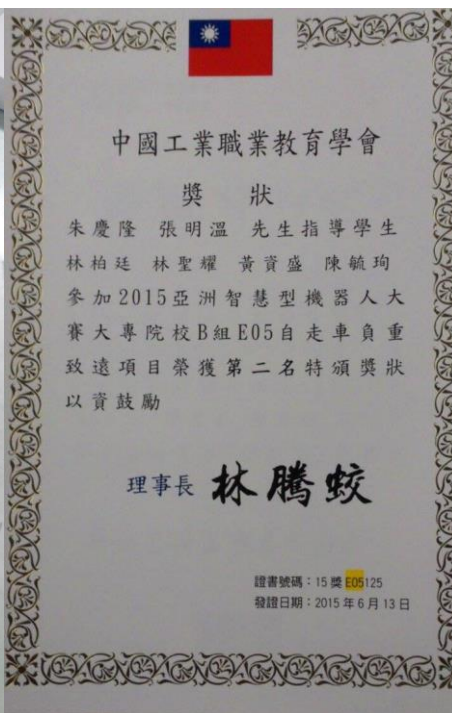 中國工業職業教育學會
獎狀
朱慶隆 張明溫 先生指導學生
林柏廷 林聖耀 黃資盛 陳毓珣
參加2015亞洲智慧型機器人大
賽大專院校B組E05自走車負重
致遠項目榮獲第二名特頒獎狀
以資鼓勵
理事長 林騰蛟
證書號碼：15獎E05125
發證日期：2015年6月13日